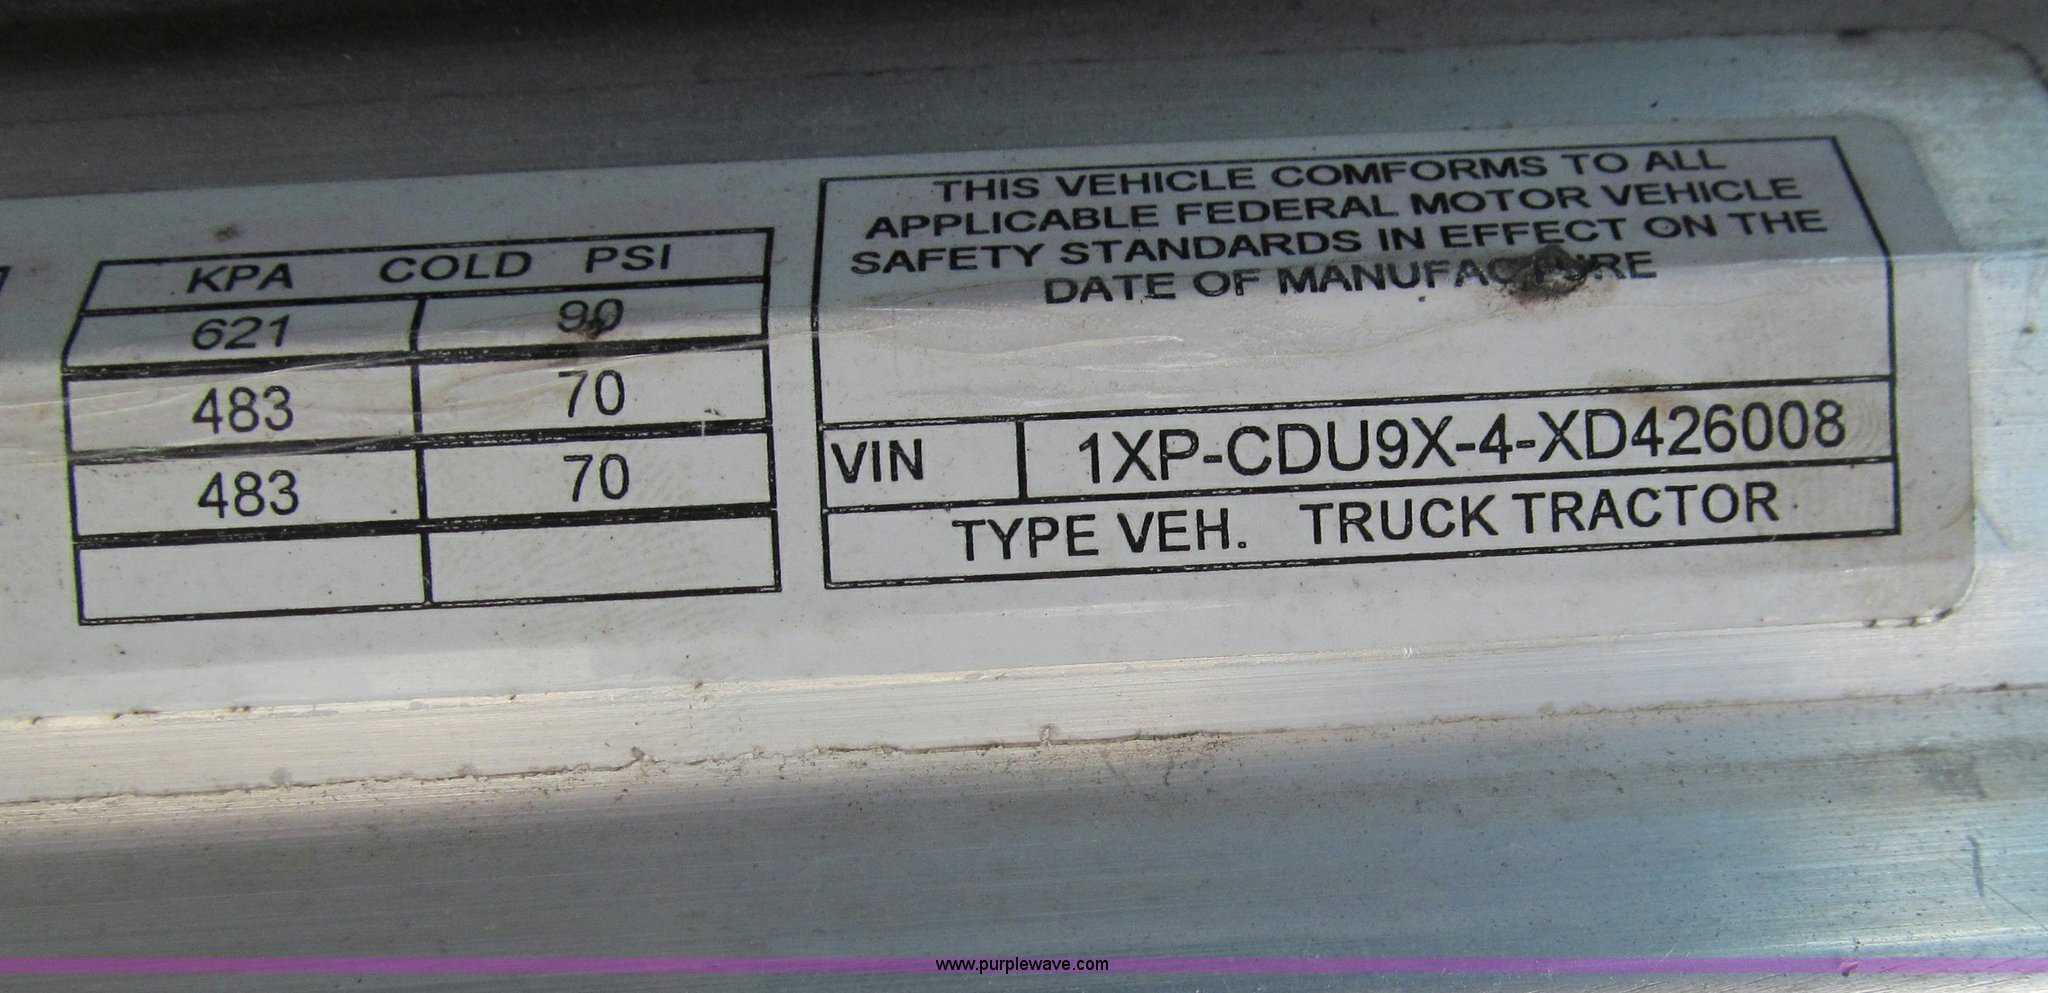 KPA COLD PSI
621 90
483 70
483 70
THIS VEHICLE COMFORMS TO ALL
APPLICABLE FEDERAL MOTOR VEHICLE
SAFETY STANDARDS IN EFFECT ON THE
DATE OF MANUFACTURE
VIN 1XP-CDU9X-4-XD426008
TYPE VEH. TRUCK TRACTOR
www.purplewave.com